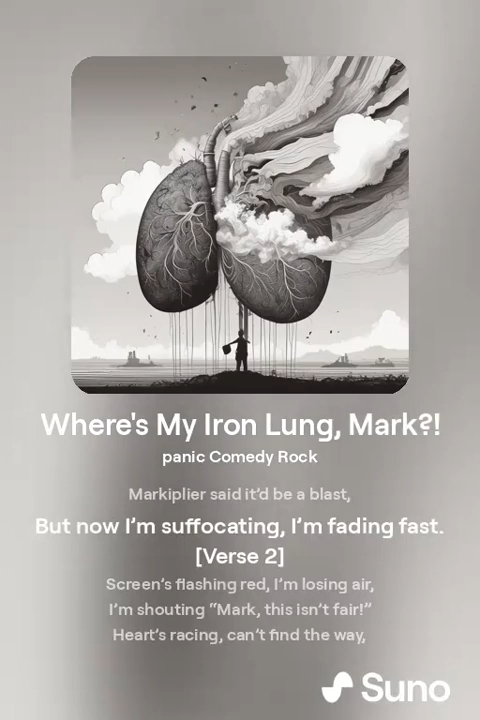 Where's My Iron Lung, Mark?!
panic Comedy Rock
Markiplier said it’d be a blast,
But now I’m suffocating, I’m fading fast.
[Verse 2]
Screen’s flashing red, I’m losing air,
I’m shouting “Mark, this isn’t fair!”
Heart’s racing, can’t find the way,
Suno